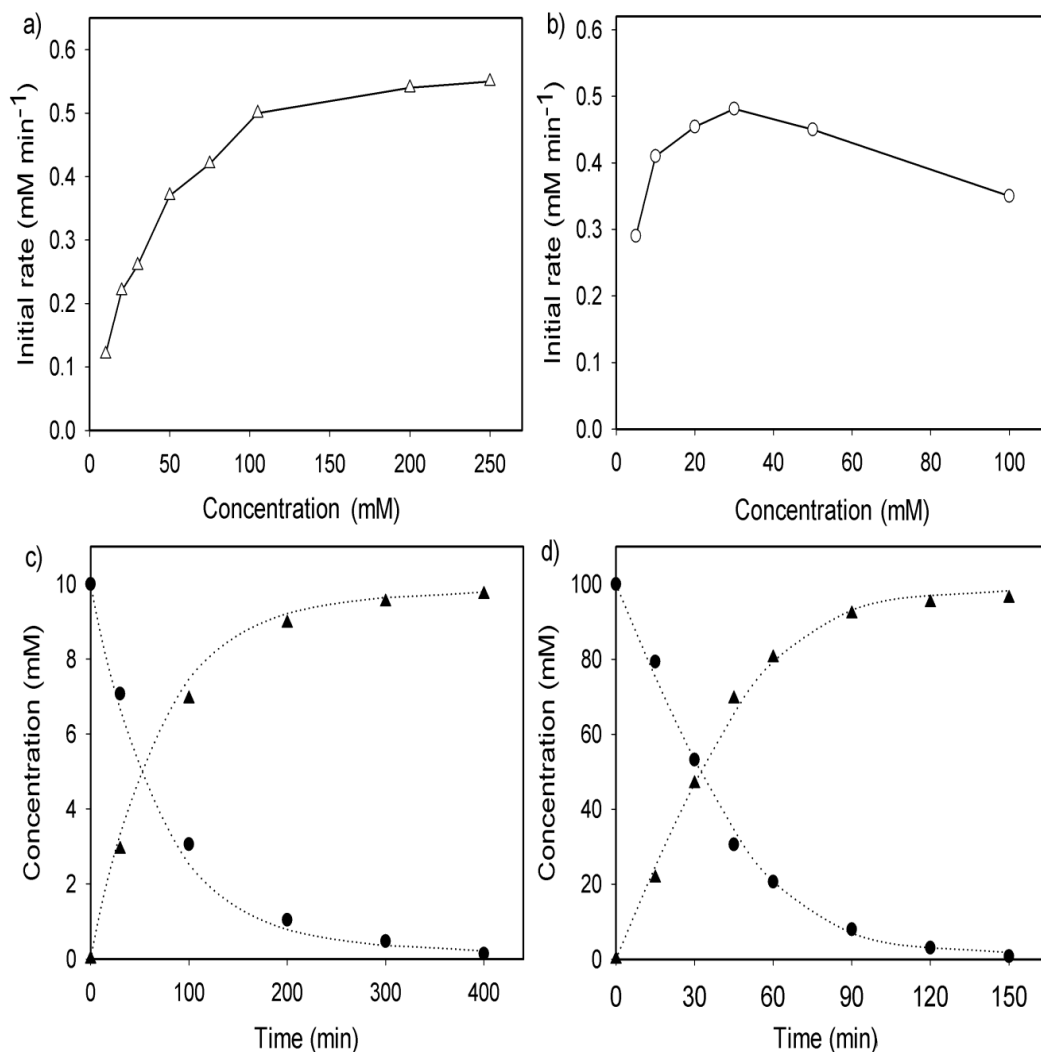 a)
Initial rate (mM min⁻¹)
0.6
0.5
0.4
0.3
0.2
0.1
0.0
0 50 100 150 200 250
Concentration (mM)
b)
Initial rate (mM min⁻¹)
0.6
0.5
0.4
0.3
0.2
0.1
0.0
0 20 40 60 80 100
Concentration (mM)
c)
Concentration (mM)
10
8
6
4
2
0
0 100 200 300 400
Time (min)
d)
Concentration (mM)
100
80
60
40
20
0
0 30 60 90 120 150
Time (min)